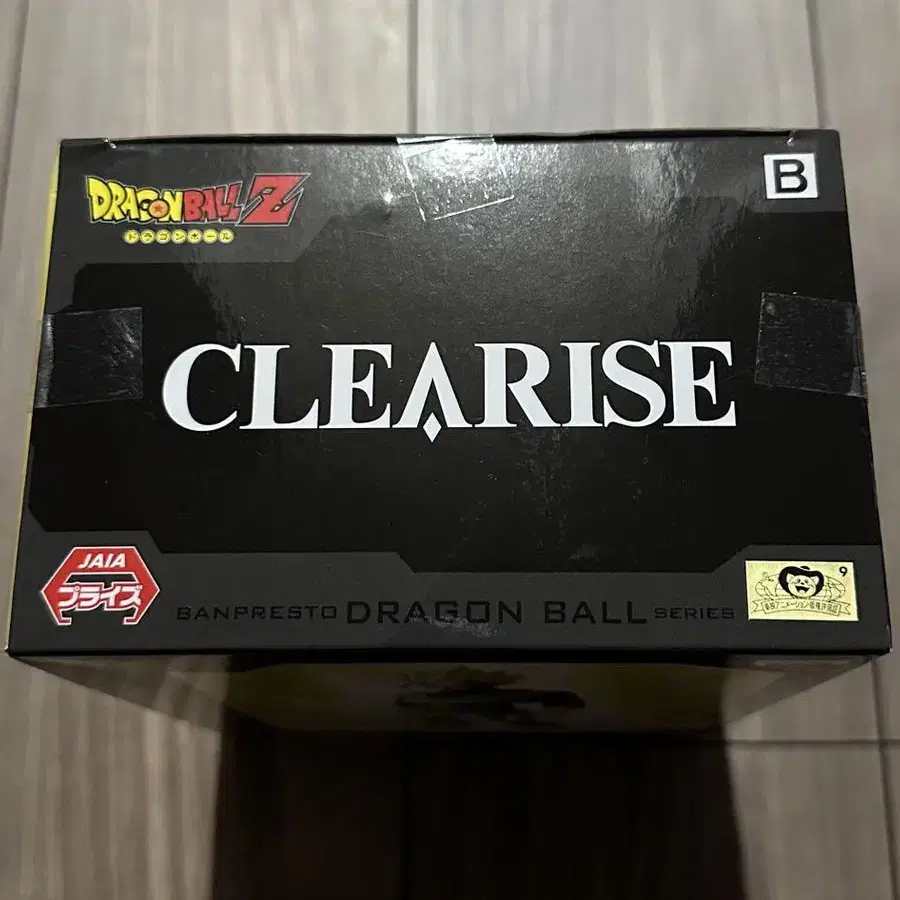 DRAGON BALL Z
ドラゴンボール
B
CLEARISE
JAIA
プライズ
BANPRESTO DRAGON BALL SERIES
9